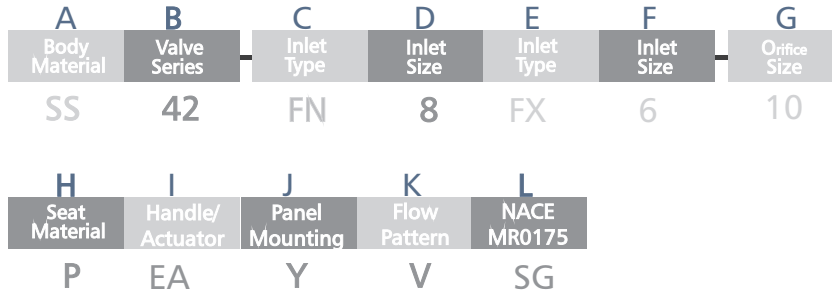 A B C D E F G
Body Material Valve Series Inlet Type Inlet Size Inlet Type Inlet Size Orifice Size
SS 42 FN 8 FX 6 10
H I J K L
Seat Material Handle/ Actuator Panel Mounting Flow Pattern NACE MR0175
P EA Y V SG